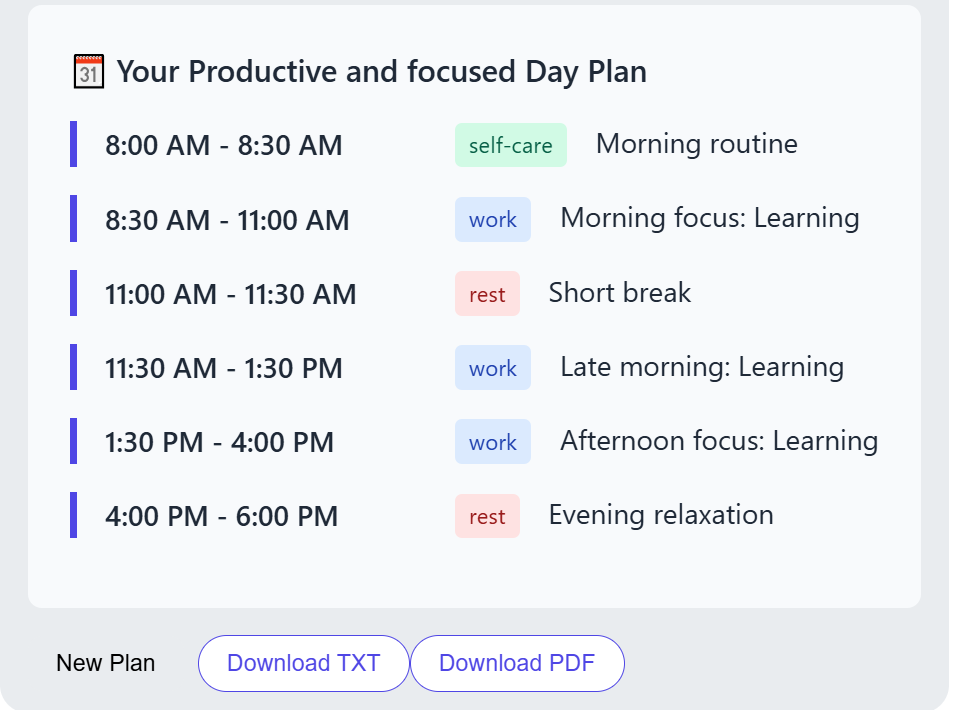 31 Your Productive and focused Day Plan
8:00 AM - 8:30 AM self-care Morning routine
8:30 AM - 11:00 AM work Morning focus: Learning
11:00 AM - 11:30 AM rest Short break
11:30 AM - 1:30 PM work Late morning: Learning
1:30 PM - 4:00 PM work Afternoon focus: Learning
4:00 PM - 6:00 PM rest Evening relaxation
New Plan Download TXT Download PDF